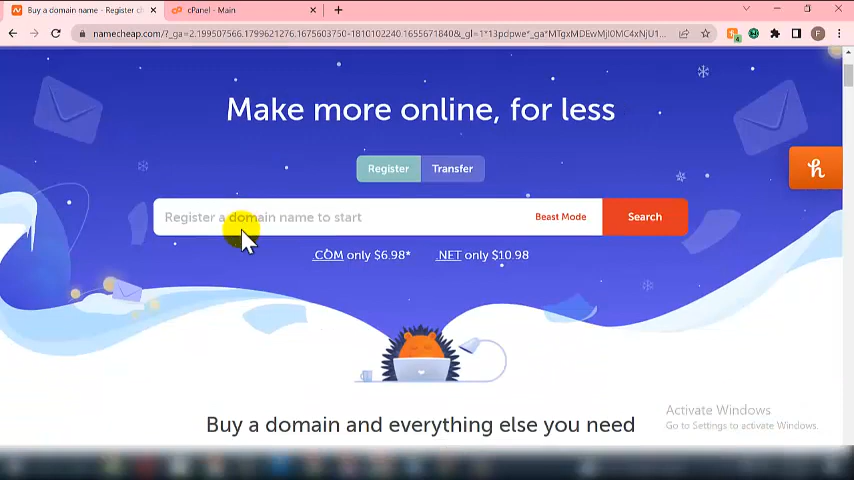 Buy a domain name - Register c
cPanel - Main
namecheap.com/?_ga=2.199507566.1799621276.1675603750-1810102240.1655671840&_gl=1*13pdpwe*_ga*MTgxMDEwMjI0MC4xNjU1...
F
Make more online, for less
Register
Transfer
Register a domain name to start
Beast Mode
Search
.COM only $6.98*
.NET only $10.98
h
Buy a domain and everything else you need
Activate Windows
Go to Settings to activate Windows.